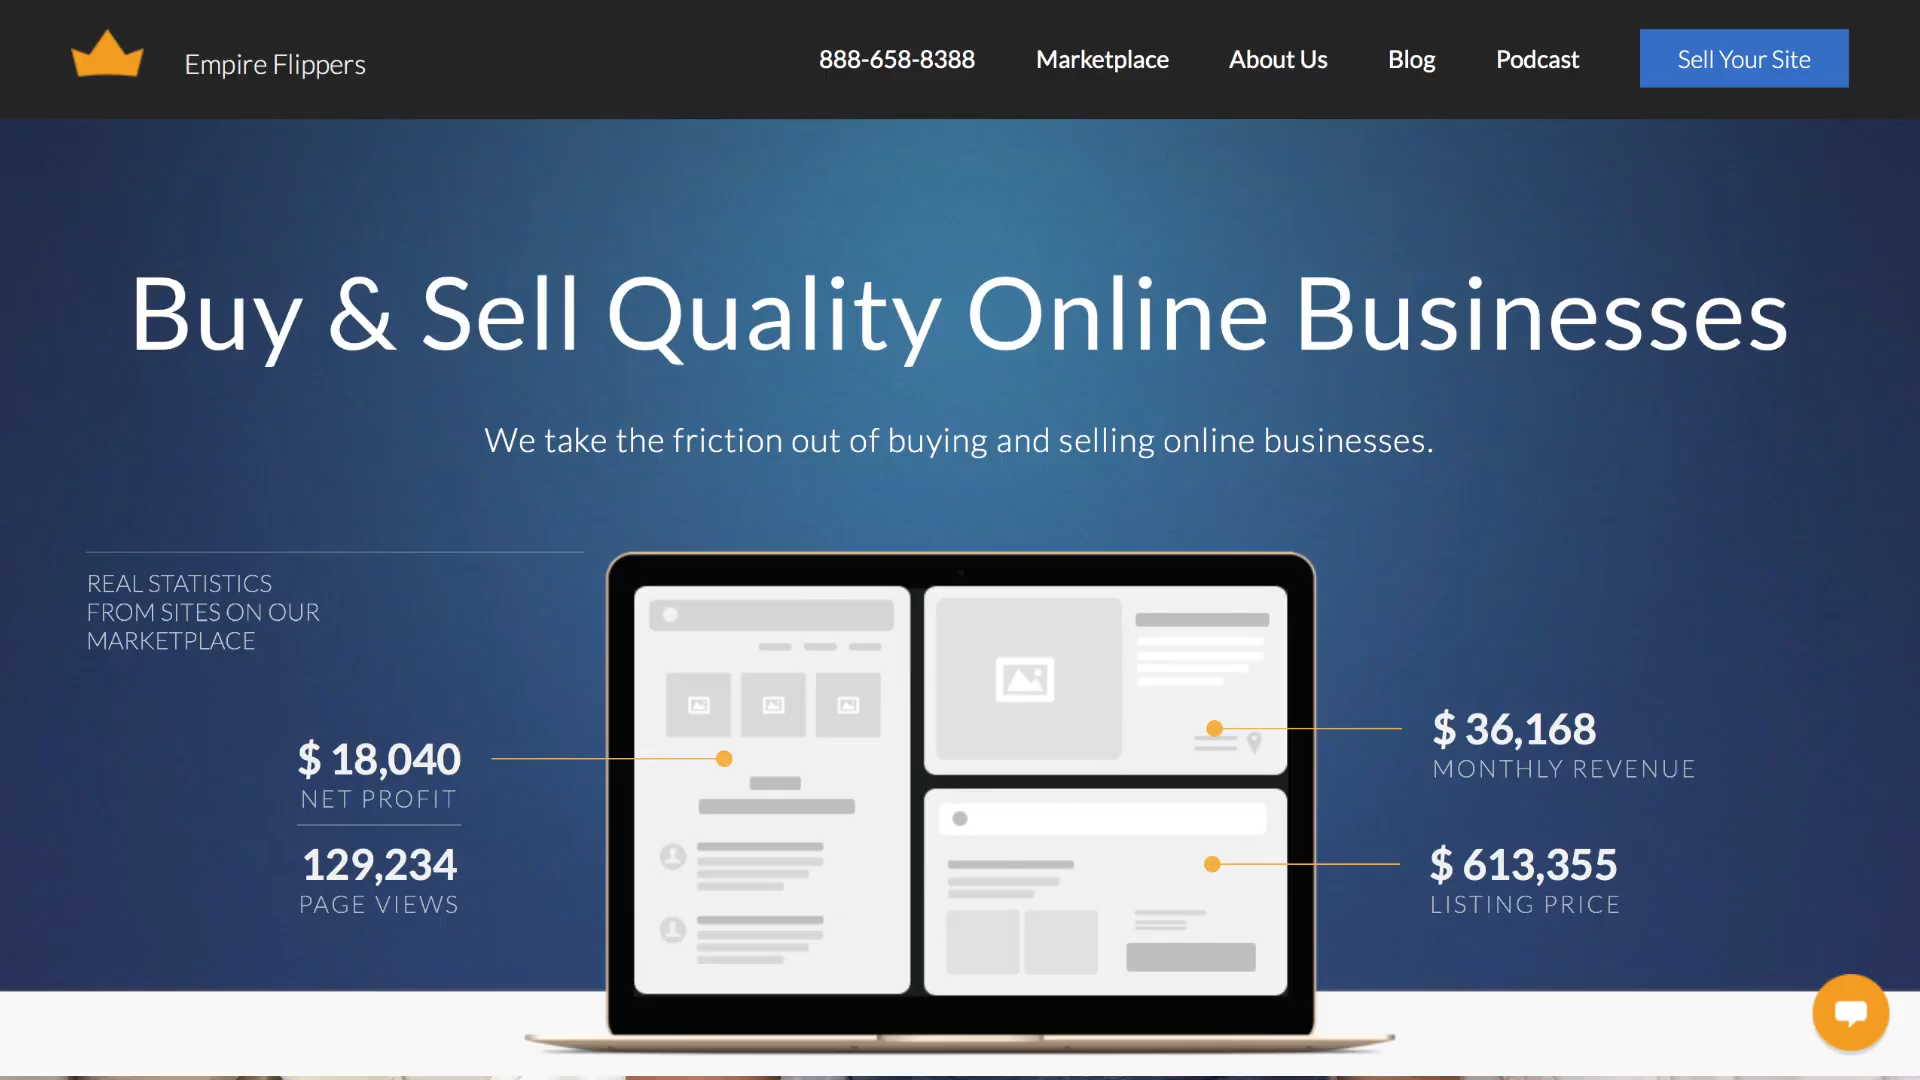 Empire Flippers
888-658-8388
Marketplace
About Us
Blog
Podcast
Sell Your Site
Buy & Sell Quality Online Businesses
We take the friction out of buying and selling online businesses.
REAL STATISTICS
FROM SITES ON OUR
MARKETPLACE
$ 18,040
NET PROFIT
129,234
PAGE VIEWS
$ 36,168
MONTHLY REVENUE
$ 613,355
LISTING PRICE